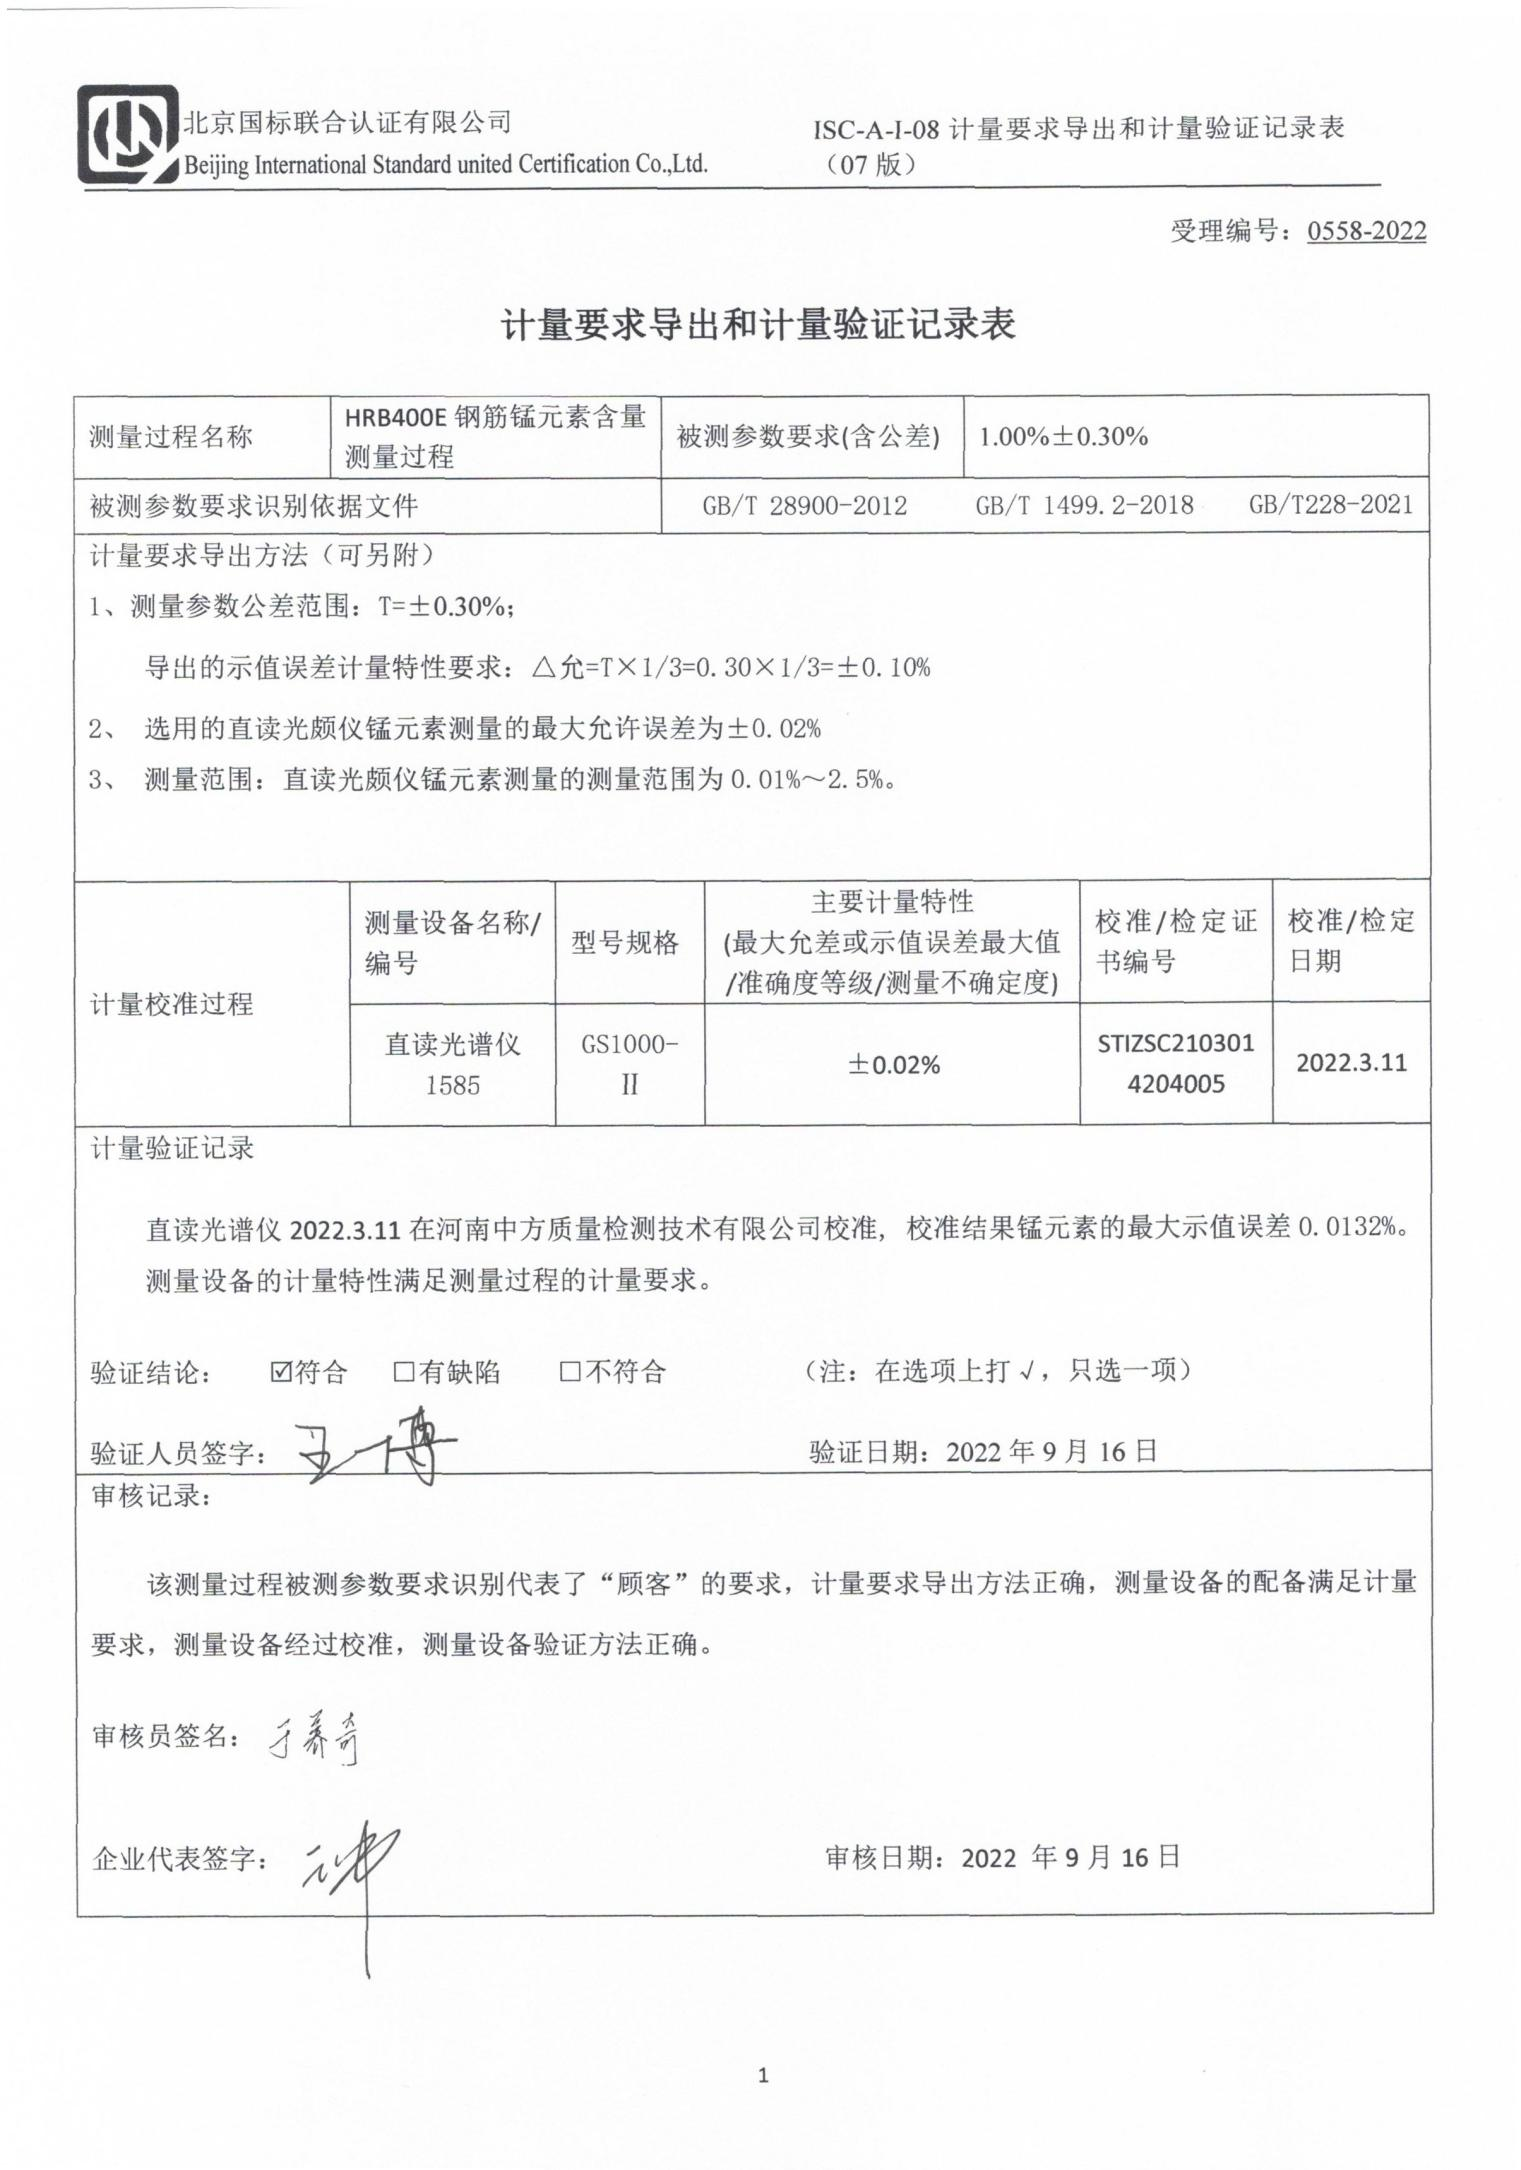 北京国标联合认证有限公司
Beijing International Standard united Certification Co.,Ltd.
ISC-A-I-08 计量要求导出和计量验证记录表
（07 版）
受理编号：0558-2022
计量要求导出和计量验证记录表
测量过程名称
HRB400E 钢筋锰元素含量
测量过程
被测参数要求(含公差)
1.00%±0.30%
被测参数要求识别依据文件
GB/T 28900-2012 GB/T 1499.2-2018 GB/T228-2021
计量要求导出方法（可另附）
1、测量参数公差范围：T=±0.30%；
导出的示值误差计量特性要求：△允=T×1/3=0.30×1/3=±0.10%
2、 选用的直读光颇仪锰元素测量的最大允许误差为±0.02%
3、 测量范围：直读光颇仪锰元素测量的测量范围为 0.01%～2.5%。
计量校准过程
测量设备名称/
编号
型号规格
主要计量特性
(最大允差或示值误差最大值
/准确度等级/测量不确定度)
校准/检定证
书编号
校准/检定
日期
直读光谱仪
1585
GS1000-
II
±0.02%
STIZSC210301
4204005
2022.3.11
计量验证记录
直读光谱仪 2022.3.11 在河南中方质量检测技术有限公司校准，校准结果锰元素的最大示值误差 0.0132%。
测量设备的计量特性满足测量过程的计量要求。
验证结论： ☑符合 □有缺陷 □不符合 （注：在选项上打√，只选一项）
验证人员签字： 王一博 验证日期：2022 年 9 月 16 日
审核记录：
该测量过程被测参数要求识别代表了“顾客”的要求，计量要求导出方法正确，测量设备的配备满足计量
要求，测量设备经过校准，测量设备验证方法正确。
审核员签名：
企业代表签字： 审核日期：2022 年 9 月 16 日
1